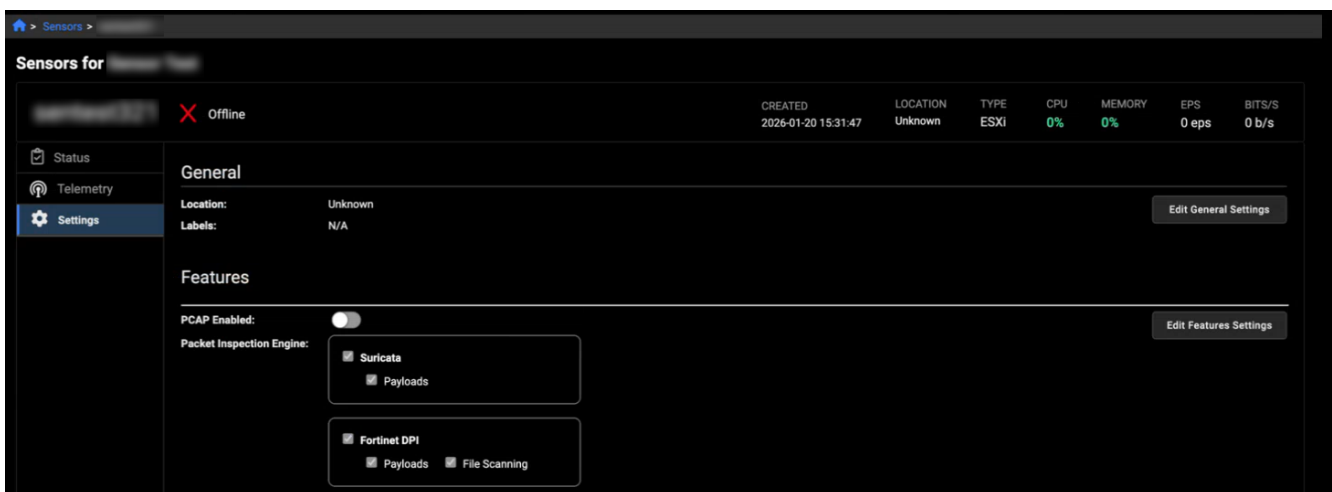 > Sensors >
Sensors for
Offline
CREATED
2026-01-20 15:31:47
LOCATION
Unknown
TYPE
ESXi
CPU
0%
MEMORY
0%
EPS
0 eps
BITS/S
0 b/s
Status
Telemetry
Settings
General
Location: Unknown
Edit General Settings
Labels: N/A
Features
PCAP Enabled:
Edit Features Settings
Packet Inspection Engine:
Suricata
Payloads
Fortinet DPI
Payloads File Scanning